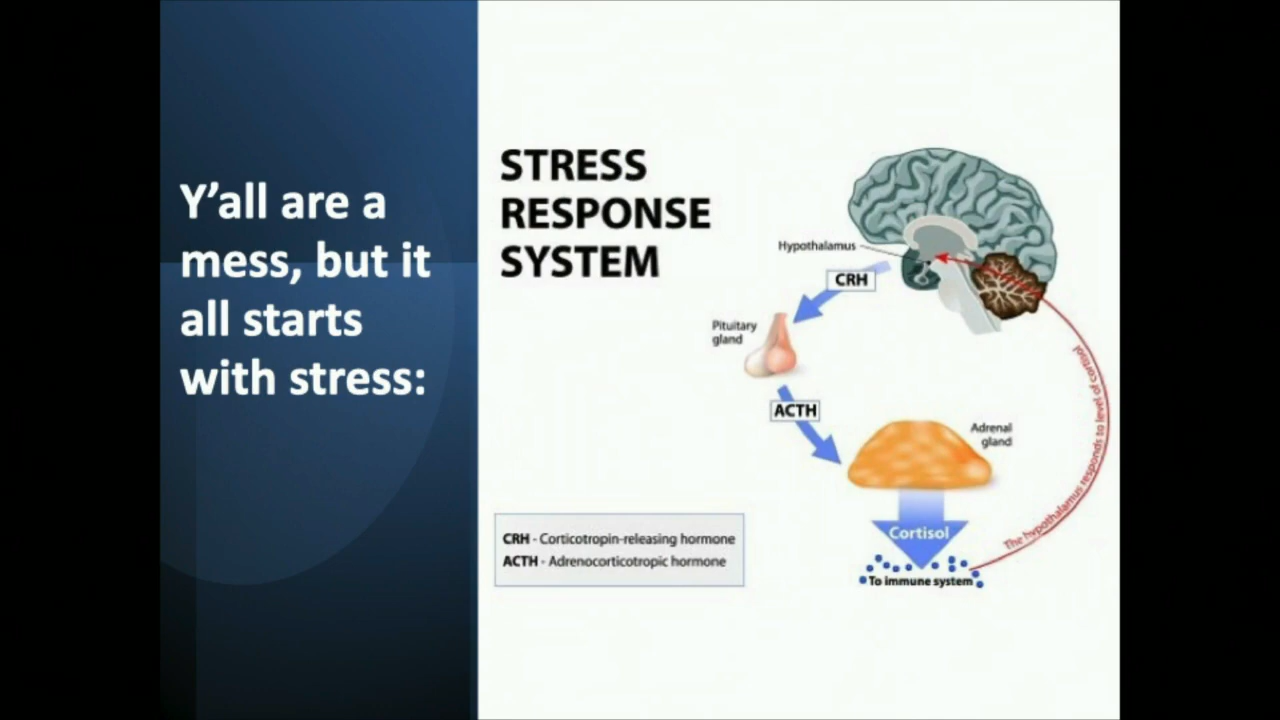 Y'all are a
mess, but it
all starts
with stress:
STRESS
RESPONSE
SYSTEM
Hypothalamus
CRH
Pituitary
gland
ACTH
Adrenal
gland
Cortisol
To immune system
The hypothalamus responds to level of cortisol
CRH - Corticotropin-releasing hormone
ACTH - Adrenocorticotropic hormone